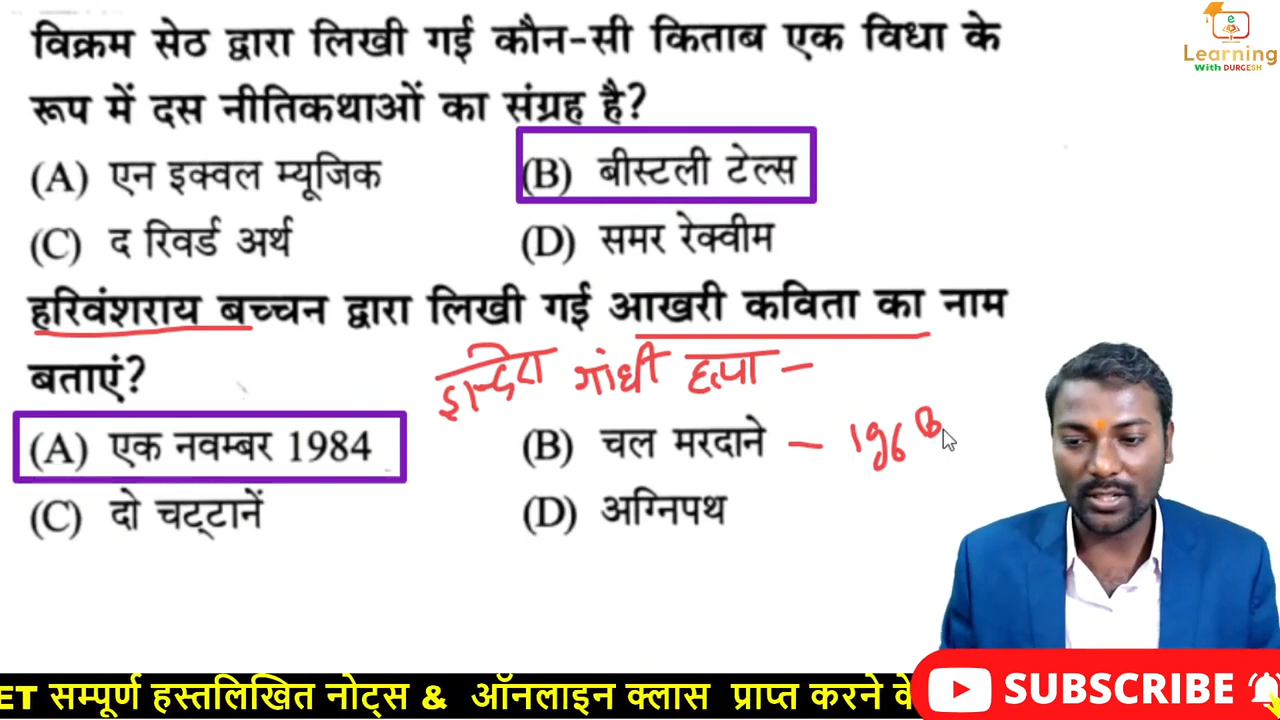 विक्रम सेठ द्वारा लिखी गई कौन-सी किताब एक विधा के
रूप में दस नीतिकथाओं का संग्रह है?
(A) एन इक्वल म्यूजिक (B) बीस्टली टेल्स
(C) द रिवर्ड अर्थ (D) समर रेक्वीम
हरिवंशराय बच्चन द्वारा लिखी गई आखरी कविता का नाम
बताएं?
इन्दिरा गांधी हत्या -
(A) एक नवम्बर 1984 (B) चल मरदाने - 196
(C) दो चट्टानें (D) अग्निपथ
e
Learning
With DURGESH
ET सम्पूर्ण हस्तलिखित नोट्स & ऑनलाइन क्लास प्राप्त करने के
SUBSCRIBE